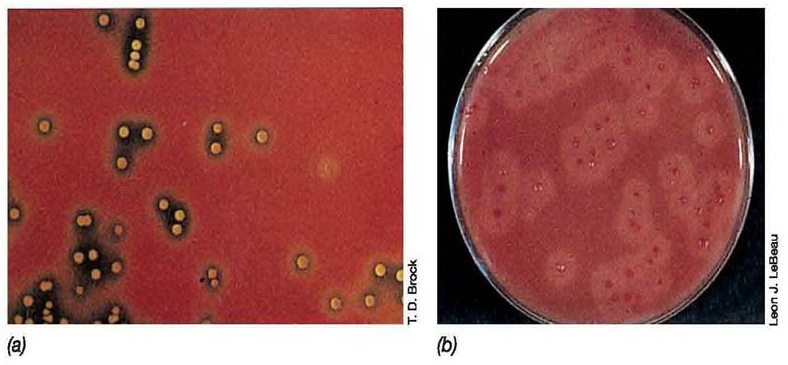 T. D. Brock
Leon J. LeBeau
(a)
(b)